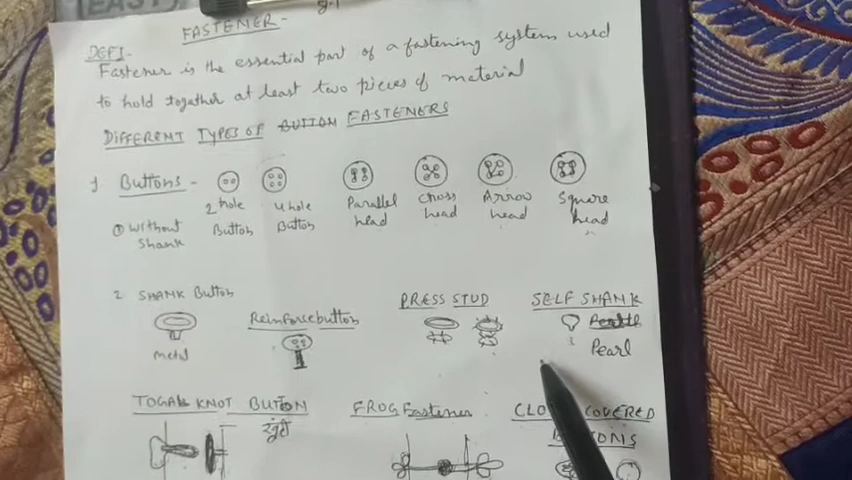 EAST
FASTENER-
DEFI-
Fastener is the essential part of a fastening system used
to hold together at least two pieces of material
DIFFERENT TYPES OF BUTTON FASTENERS
1 Buttons -
2 hole Button
4 hole Button
Parallel head
Cross head
Arrow head
Square head
① Without Shank
2 SHANK Button
metal
Reinforce button
PRESS STUD
SELF SHANK
Pearl
TOGAL KNOT BUTTON
FROG Fastener
COVERED